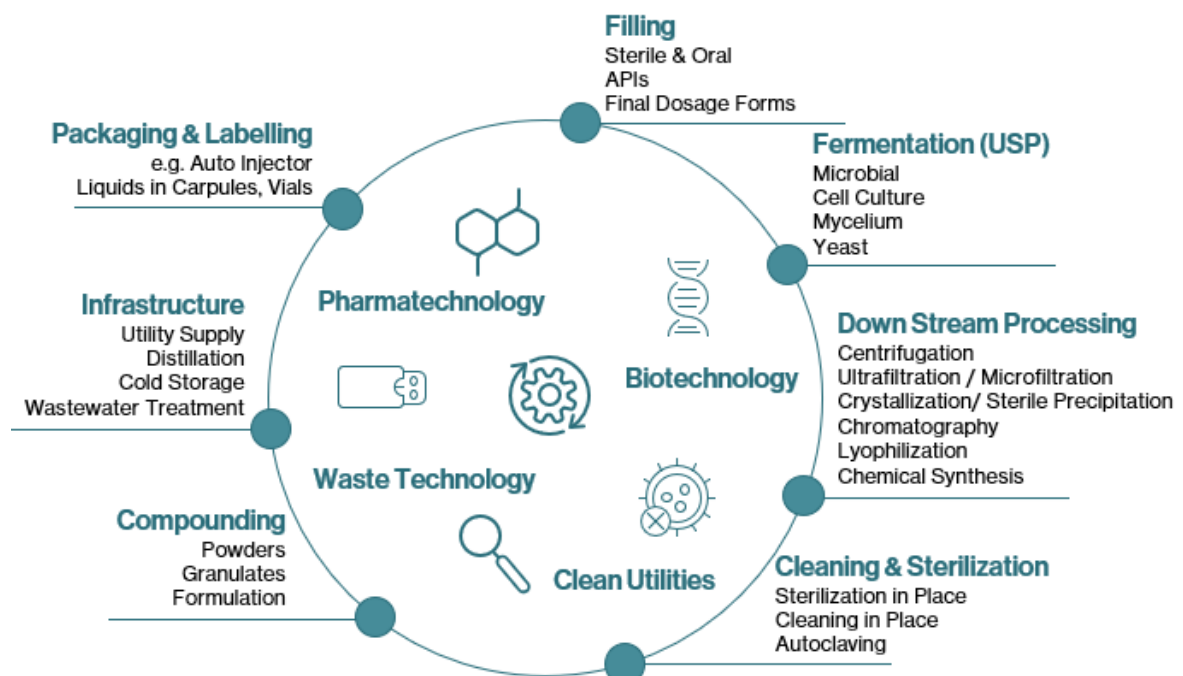 Filling
Sterile & Oral
APIs
Final Dosage Forms
Packaging & Labelling
e.g. Auto Injector
Liquids in Carpules, Vials
Fermentation (USP)
Microbial
Cell Culture
Mycelium
Yeast
Pharmatechnology
Infrastructure
Utility Supply
Distillation
Cold Storage
Wastewater Treatment
Biotechnology
Down Stream Processing
Centrifugation
Ultrafiltration / Microfiltration
Crystallization/ Sterile Precipitation
Chromatography
Lyophilization
Chemical Synthesis
Waste Technology
Compounding
Powders
Granulates
Formulation
Clean Utilities
Cleaning & Sterilization
Sterilization in Place
Cleaning in Place
Autoclaving